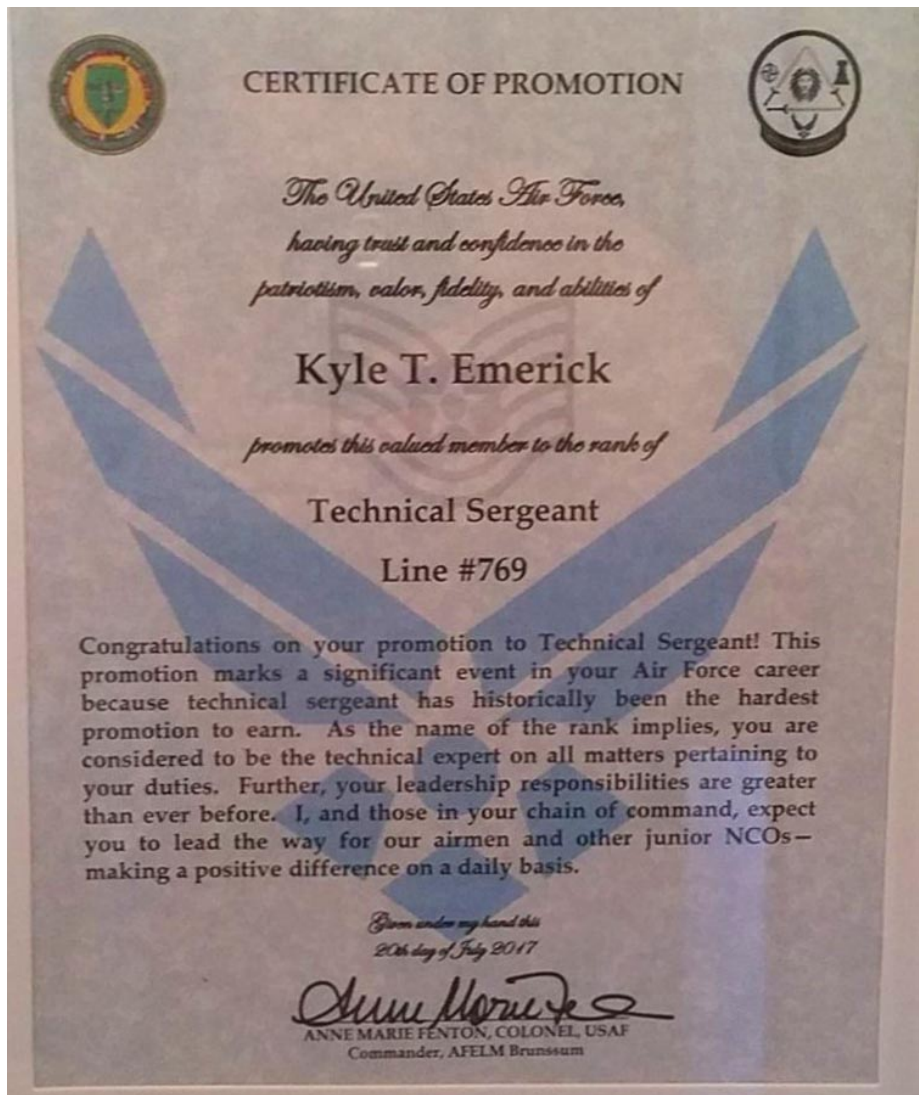 CERTIFICATE OF PROMOTION
The United States Air Force,
having trust and confidence in the
patriotism, valor, fidelity, and abilities of
Kyle T. Emerick
promotes this valued member to the rank of
Technical Sergeant
Line #769
Congratulations on your promotion to Technical Sergeant! This
promotion marks a significant event in your Air Force career
because technical sergeant has historically been the hardest
promotion to earn. As the name of the rank implies, you are
considered to be the technical expert on all matters pertaining to
your duties. Further, your leadership responsibilities are greater
than ever before. I, and those in your chain of command, expect
you to lead the way for our airmen and other junior NCOs—
making a positive difference on a daily basis.
Given under my hand this
20th day of July 2017
ANNE MARIE FENTON, COLONEL, USAF
Commander, AFELM Brunssum